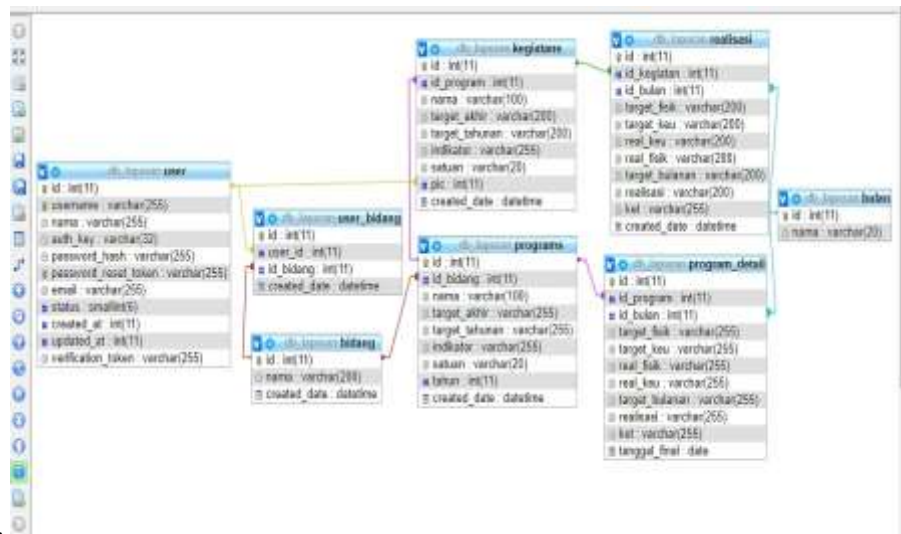 db_laporan user
id : int(11)
username : varchar(255)
nama : varchar(255)
auth_key : varchar(32)
password_hash : varchar(255)
password_reset_token : varchar(255)
email : varchar(255)
status : smallint(6)
created_at : int(11)
updated_at : int(11)
verification_token : varchar(255)
db_laporan user_bidang
id : int(11)
user_id : int(11)
id_bidang : int(11)
created_date : datetime
db_laporan bidang
id : int(11)
nama : varchar(200)
created_date : datetime
db_laporan kegiatans
id : int(11)
id_program : int(11)
nama : varchar(100)
target_akhir : varchar(200)
target_tahunan : varchar(200)
indikator : varchar(255)
satuan : varchar(20)
pic : int(11)
created_date : datetime
db_laporan programs
id : int(11)
id_bidang : int(11)
nama : varchar(100)
target_akhir : varchar(255)
target_tahunan : varchar(255)
indikator : varchar(255)
satuan : varchar(20)
tahun : int(11)
created_date : datetime
db_laporan realisasi
id : int(11)
id_kegiatan : int(11)
id_bulan : int(11)
target_fisik : varchar(200)
target_keu : varchar(200)
real_keu : varchar(200)
real_fisik : varchar(200)
target_bulanan : varchar(200)
realisasi : varchar(200)
ket : varchar(255)
created_date : datetime
db_laporan program_detail
id : int(11)
id_program : int(11)
id_bulan : int(11)
target_fisik : varchar(255)
target_keu : varchar(255)
real_fisik : varchar(255)
real_keu : varchar(255)
target_bulanan : varchar(255)
realisasi : varchar(255)
ket : varchar(255)
tanggal_final : date
db_laporan bulan
id : int(11)
nama : varchar(20)